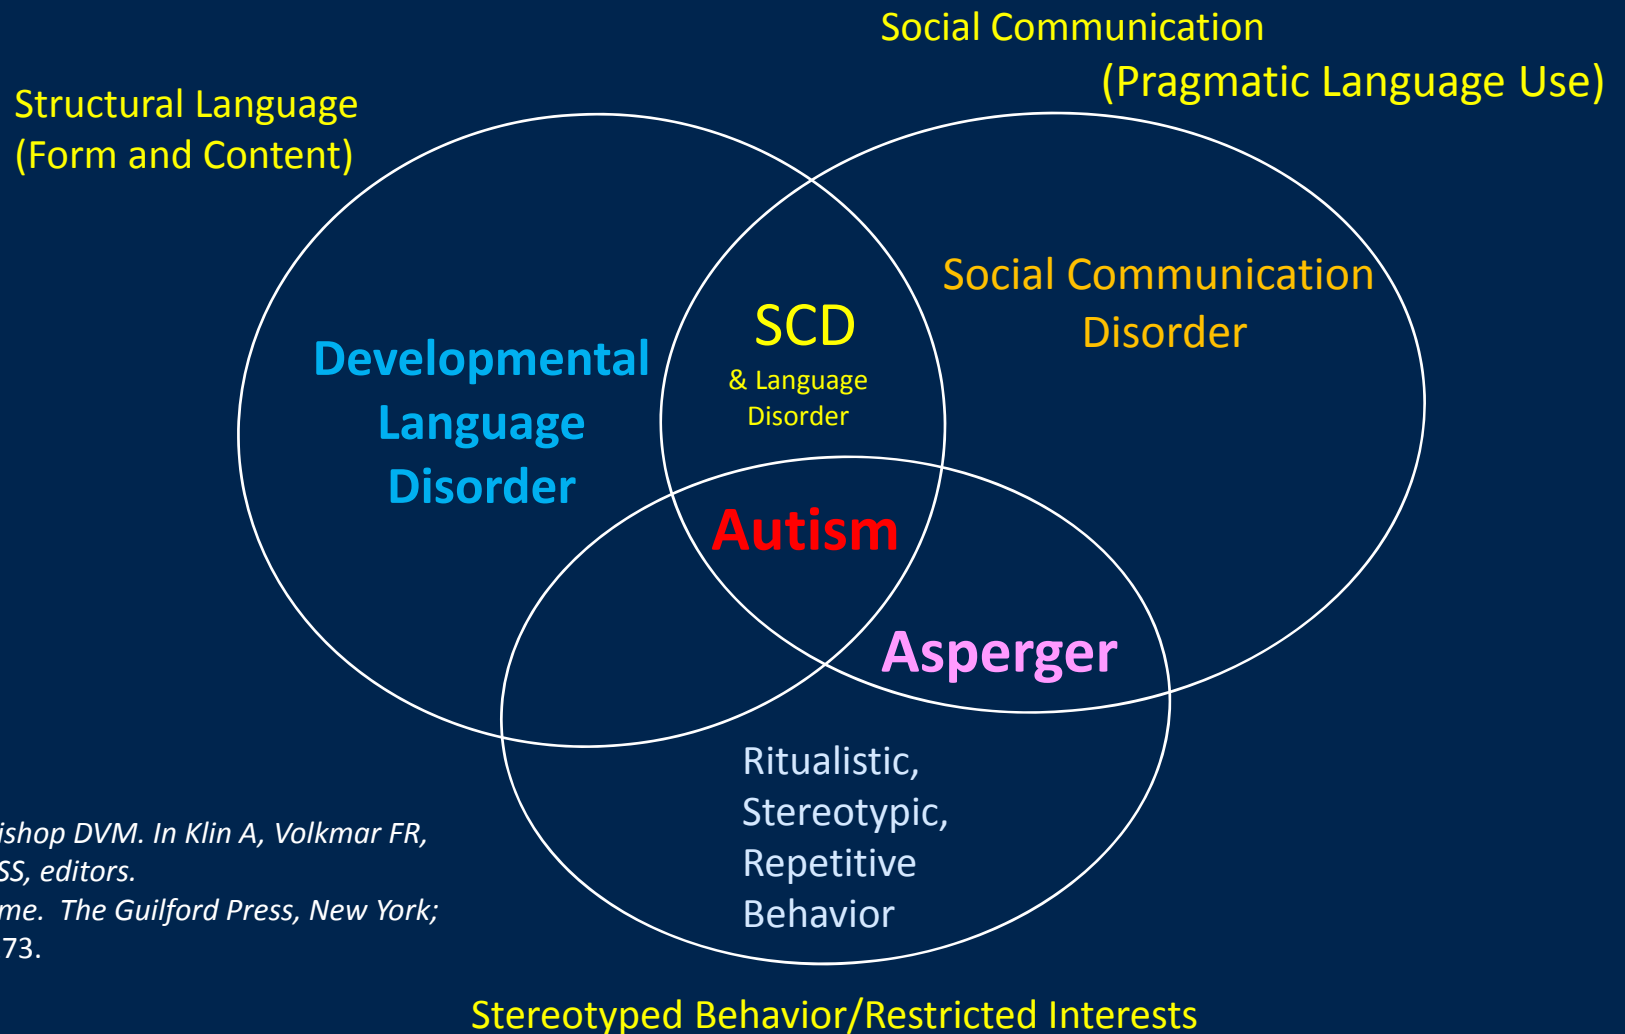 Social Communication
(Pragmatic Language Use)
Structural Language
(Form and Content)
Social Communication
Disorder
SCD
& Language
Disorder
Developmental
Language
Disorder
Autism
Asperger
Ritualistic,
Stereotypic,
Repetitive
Behavior
ishop DVM. In Klin A, Volkmar FR,
SS, editors.
me. The Guilford Press, New York;
73.
Stereotyped Behavior/Restricted Interests